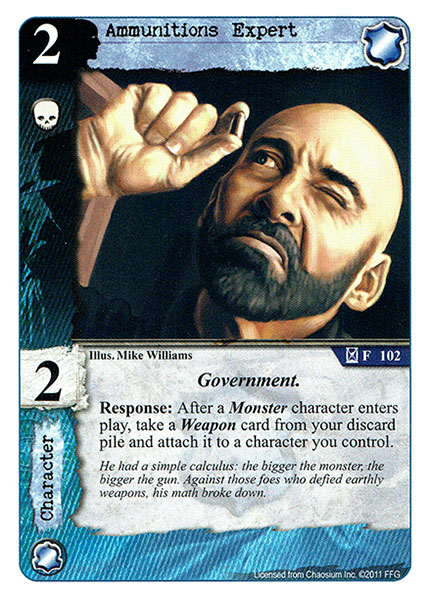 2
Ammunitions Expert
Illus. Mike Williams
F 102
2
Character
Government.
Response: After a Monster character enters
play, take a Weapon card from your discard
pile and attach it to a character you control.
He had a simple calculus: the bigger the monster, the
bigger the gun. Against those foes who defied earthly
weapons, his math broke down.
Licensed from Chaosium Inc. ©2011 FFG